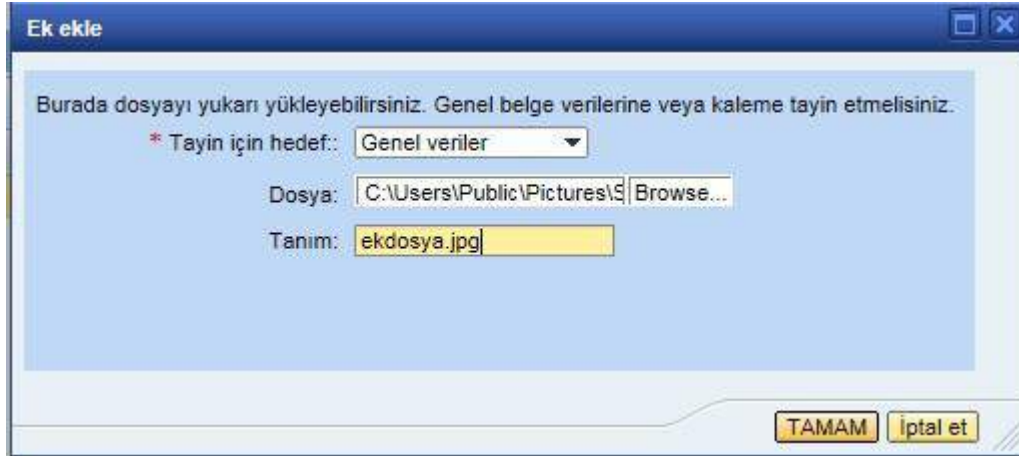 Ek ekle
Burada dosyayı yukarı yükleyebilirsiniz. Genel belge verilerine veya kaleme tayin etmelisiniz.
* Tayin için hedef:: Genel veriler
Dosya: C:\Users\Public\Pictures\S Browse...
Tanım: ekdosya.jpg
TAMAM İptal et